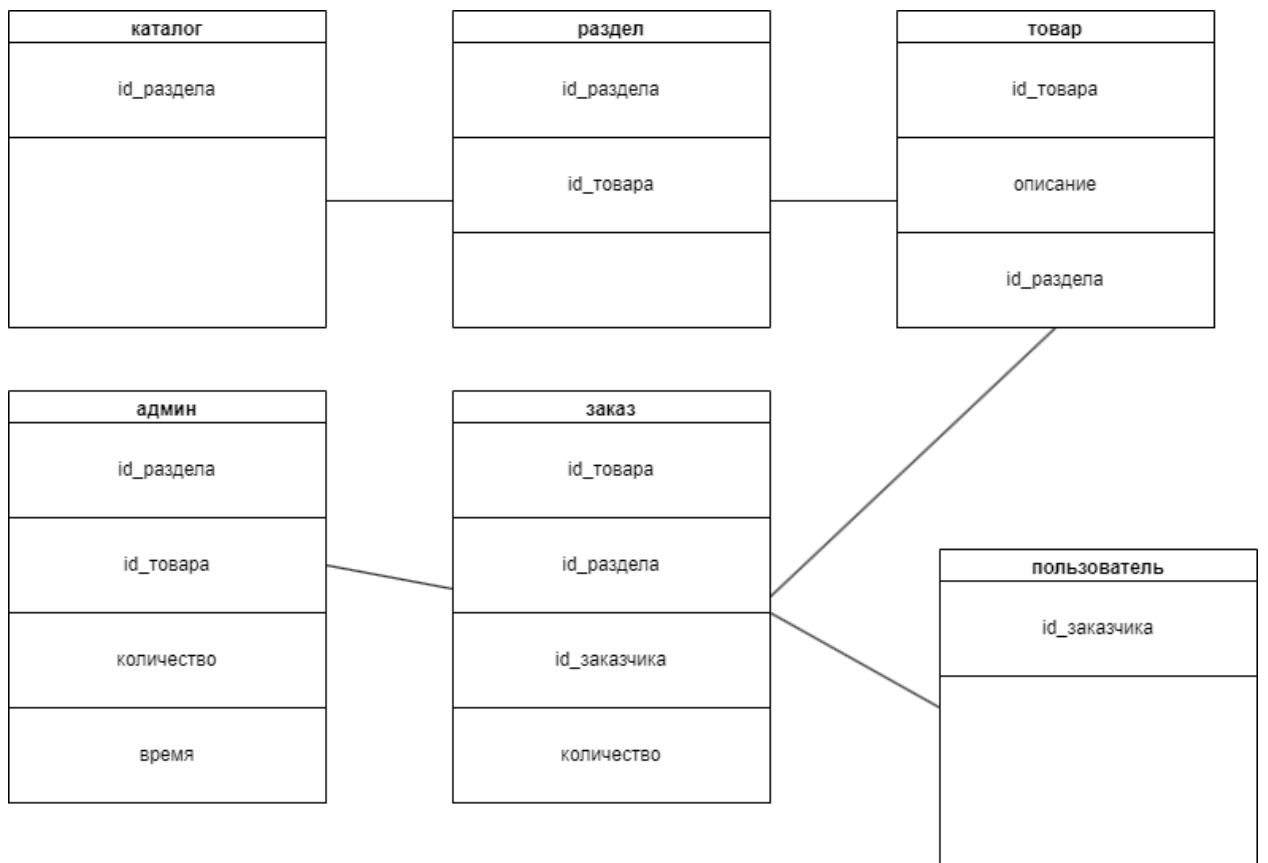 каталог
id_раздела
раздел
id_раздела
id_товара
товар
id_товара
описание
id_раздела
админ
id_раздела
id_товара
количество
время
заказ
id_товара
id_раздела
id_заказчика
количество
пользователь
id_заказчика